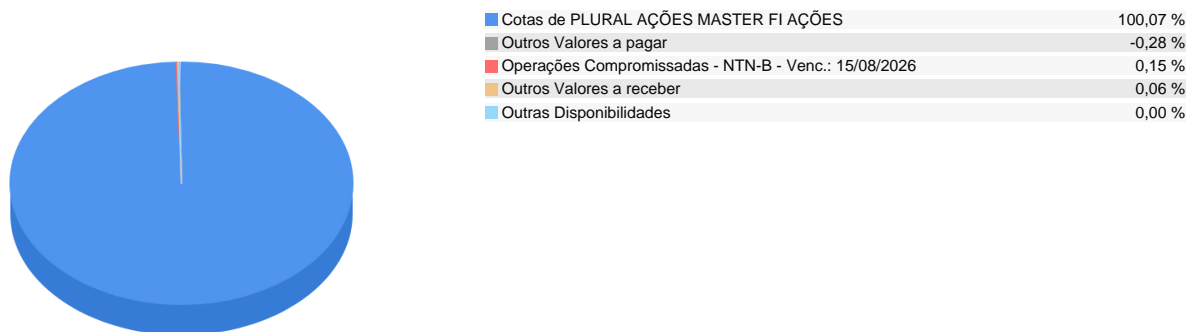 Cotas de PLURAL AÇÕES MASTER FI AÇÕES 100,07 %
Outros Valores a pagar -0,28 %
Operações Compromissadas - NTN-B - Venc.: 15/08/2026 0,15 %
Outros Valores a receber 0,06 %
Outras Disponibilidades 0,00 %